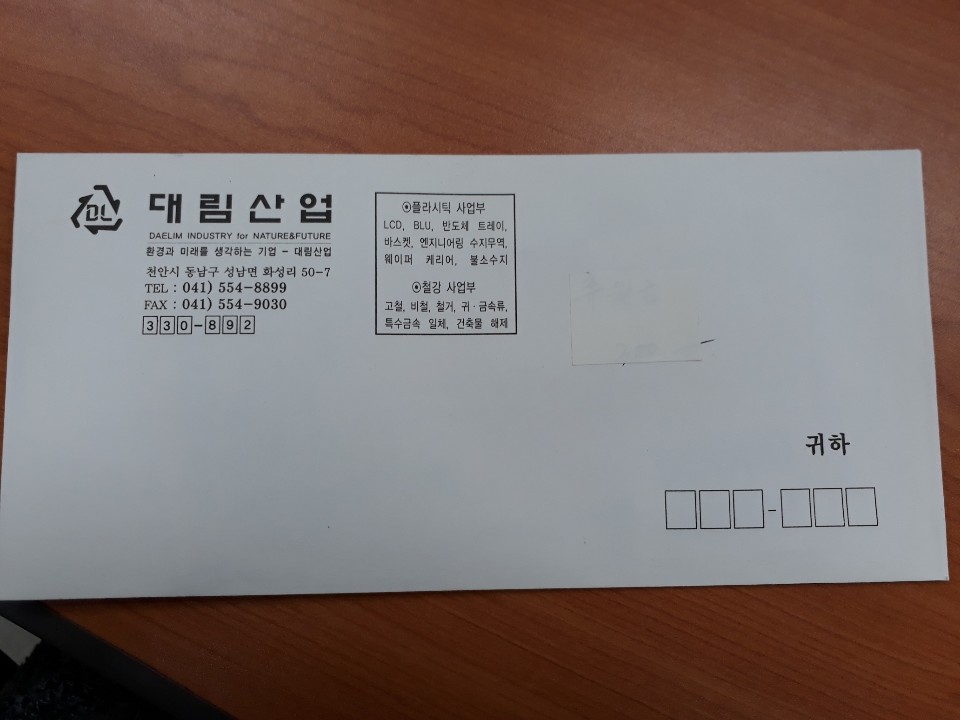 DL
대림산업
DAELIM INDUSTRY for NATURE&FUTURE
환경과 미래를 생각하는 기업 - 대림산업
천안시 동남구 성남면 화성리 50-7
TEL : 041) 554-8899
FAX : 041) 554-9030
330-892
⊙플라시틱 사업부
LCD, BLU, 반도체 트레이,
바스켓, 엔지니어링 수지무역,
웨이퍼 케리어, 불소수지
⊙철강 사업부
고철, 비철, 철거, 귀·금속류,
특수금속 일체, 건축물 해제
귀하